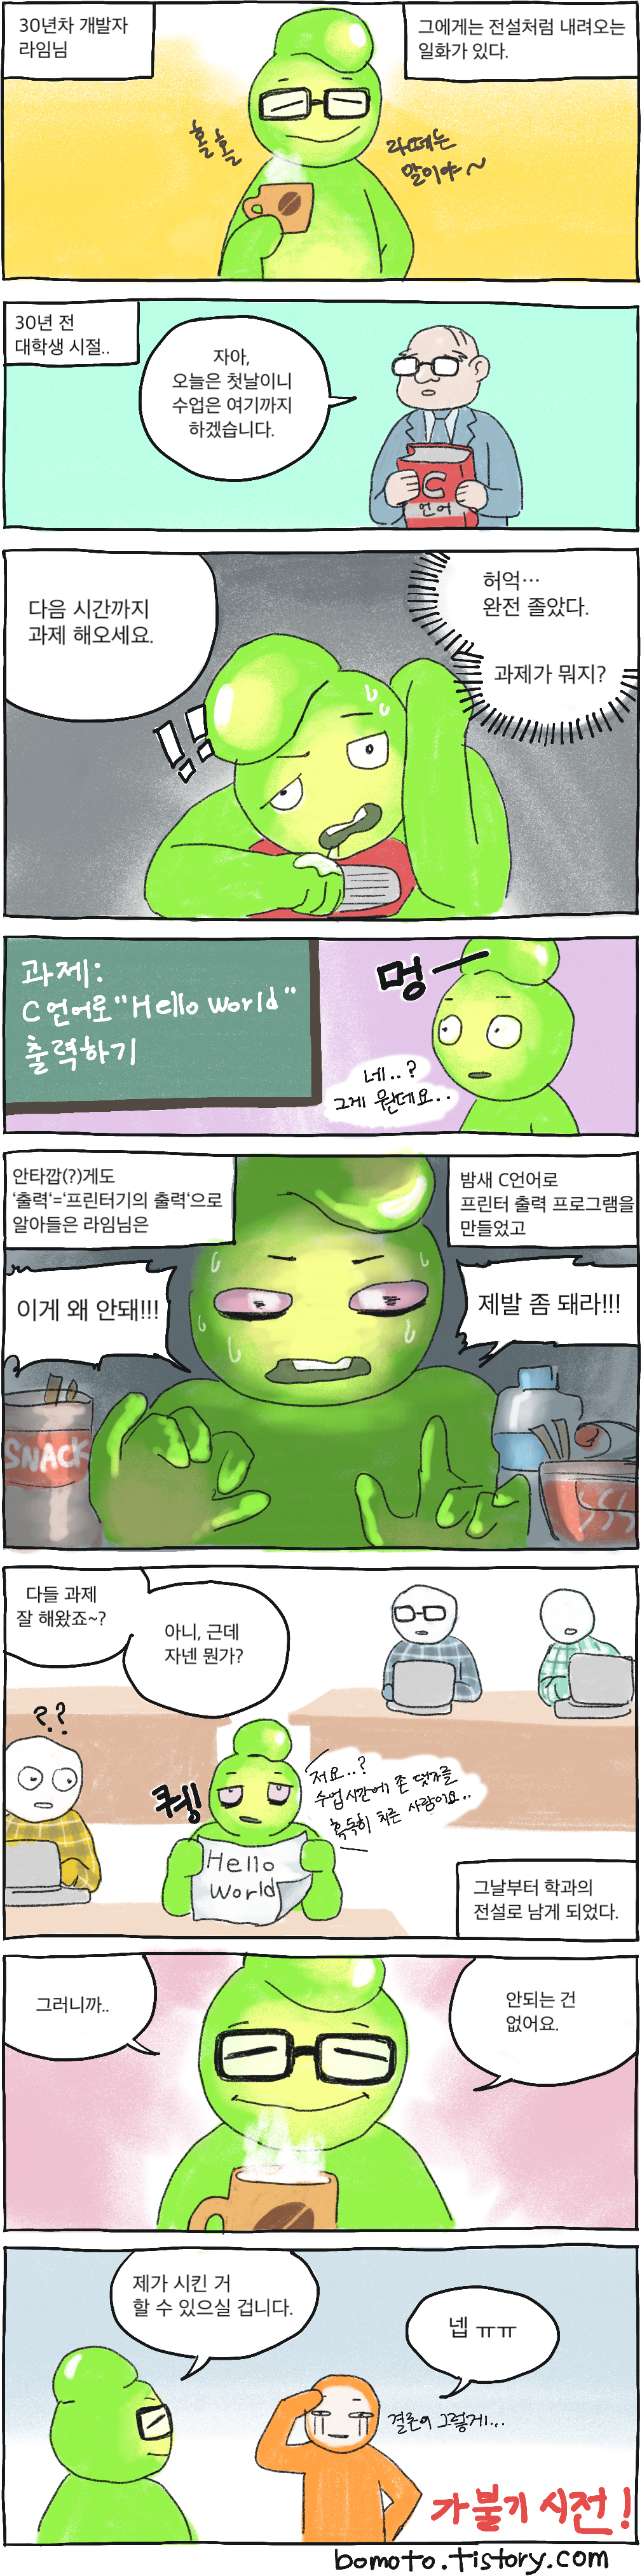 30년차 개발자
라임님
그에게는 전설처럼 내려오는
일화가 있다.
홀홀
라떼는
말이야~
30년 전
대학생 시절..
자아,
오늘은 첫날이니
수업은 여기까지
하겠습니다.
C
언어
다음 시간까지
과제 해오세요.
허억...
완전 졸았다.
과제가 뭐지?
!!
과제:
C언어로 "Hello World"
출력하기
멍—
네..?
그게 뭔데요..
안타깝(?)게도
'출력'='프린터기의 출력'으로
알아들은 라임님은
밤새 C언어로
프린터 출력 프로그램을
만들었고
이게 왜 안돼!!!
제발 좀 돼라!!!
SNACK
다들 과제
잘 해왔죠~?
아니, 근데
자넨 뭔가?
??
퀭!
저요..?
수업시간에 존 댓가를
혹독히 치른 사람이요..
Hello
World
그날부터 학과의
전설로 남게 되었다.
그러니까..
안되는 건
없어요.
제가 시킨 거
할 수 있으실 겁니다.
넵 ㅠㅠ
결론이 그렇게...
가불기 시전!
bomoto.tistory.com